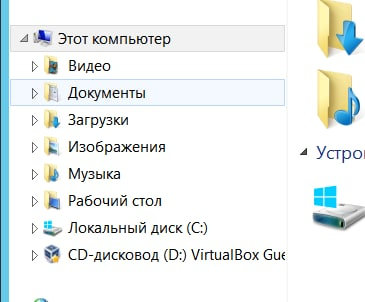 Этот компьютер
Видео
Документы
Загрузки
Изображения
Музыка
Рабочий стол
Локальный диск (C:)
CD-дисковод (D:) VirtualBox Gue
Устро